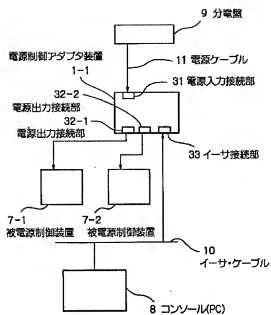 9 分電盤
電源制御アダプタ装置
1-1
11 電源ケーブル
31 電源入力接続部
32-2
電源出力接続部
32-1
電源出力接続部
33 イーサ接続部
7-1
被電源制御装置
7-2
被電源制御装置
10
イーサ・ケーブル
8 コンソール(PC)